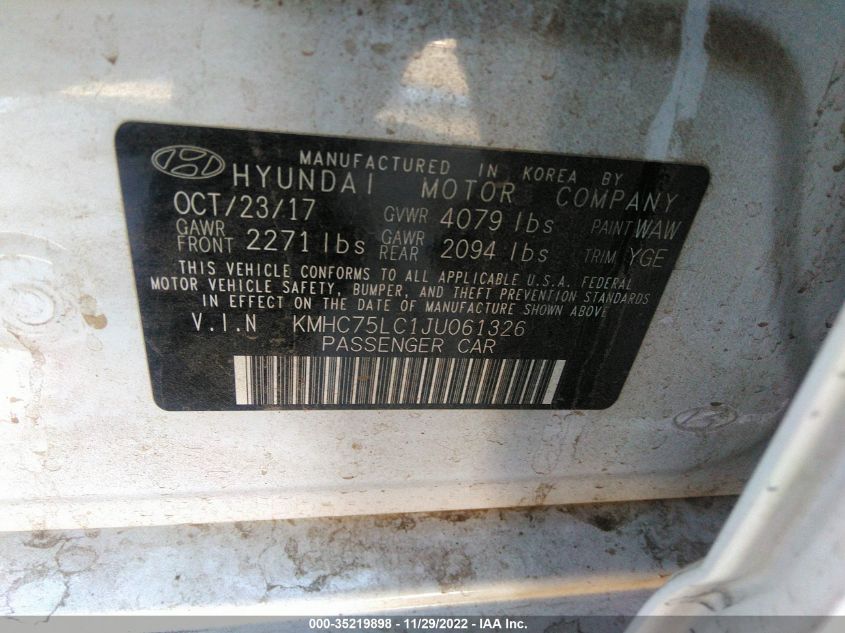 MANUFACTURED IN KOREA BY
HYUNDAI MOTOR COMPANY
OCT/23/17 GVWR 4079 lbs PAINT WAW
GAWR FRONT 2271 lbs GAWR REAR 2094 lbs TRIM YGE
THIS VEHICLE CONFORMS TO ALL APPLICABLE U.S.A. FEDERAL
MOTOR VEHICLE SAFETY, BUMPER, AND THEFT PREVENTION STANDARDS
IN EFFECT ON THE DATE OF MANUFACTURE SHOWN ABOVE
V.I.N KMHC75LC1JU061326
PASSENGER CAR
000-35219898 - 11/29/2022 - IAA Inc.